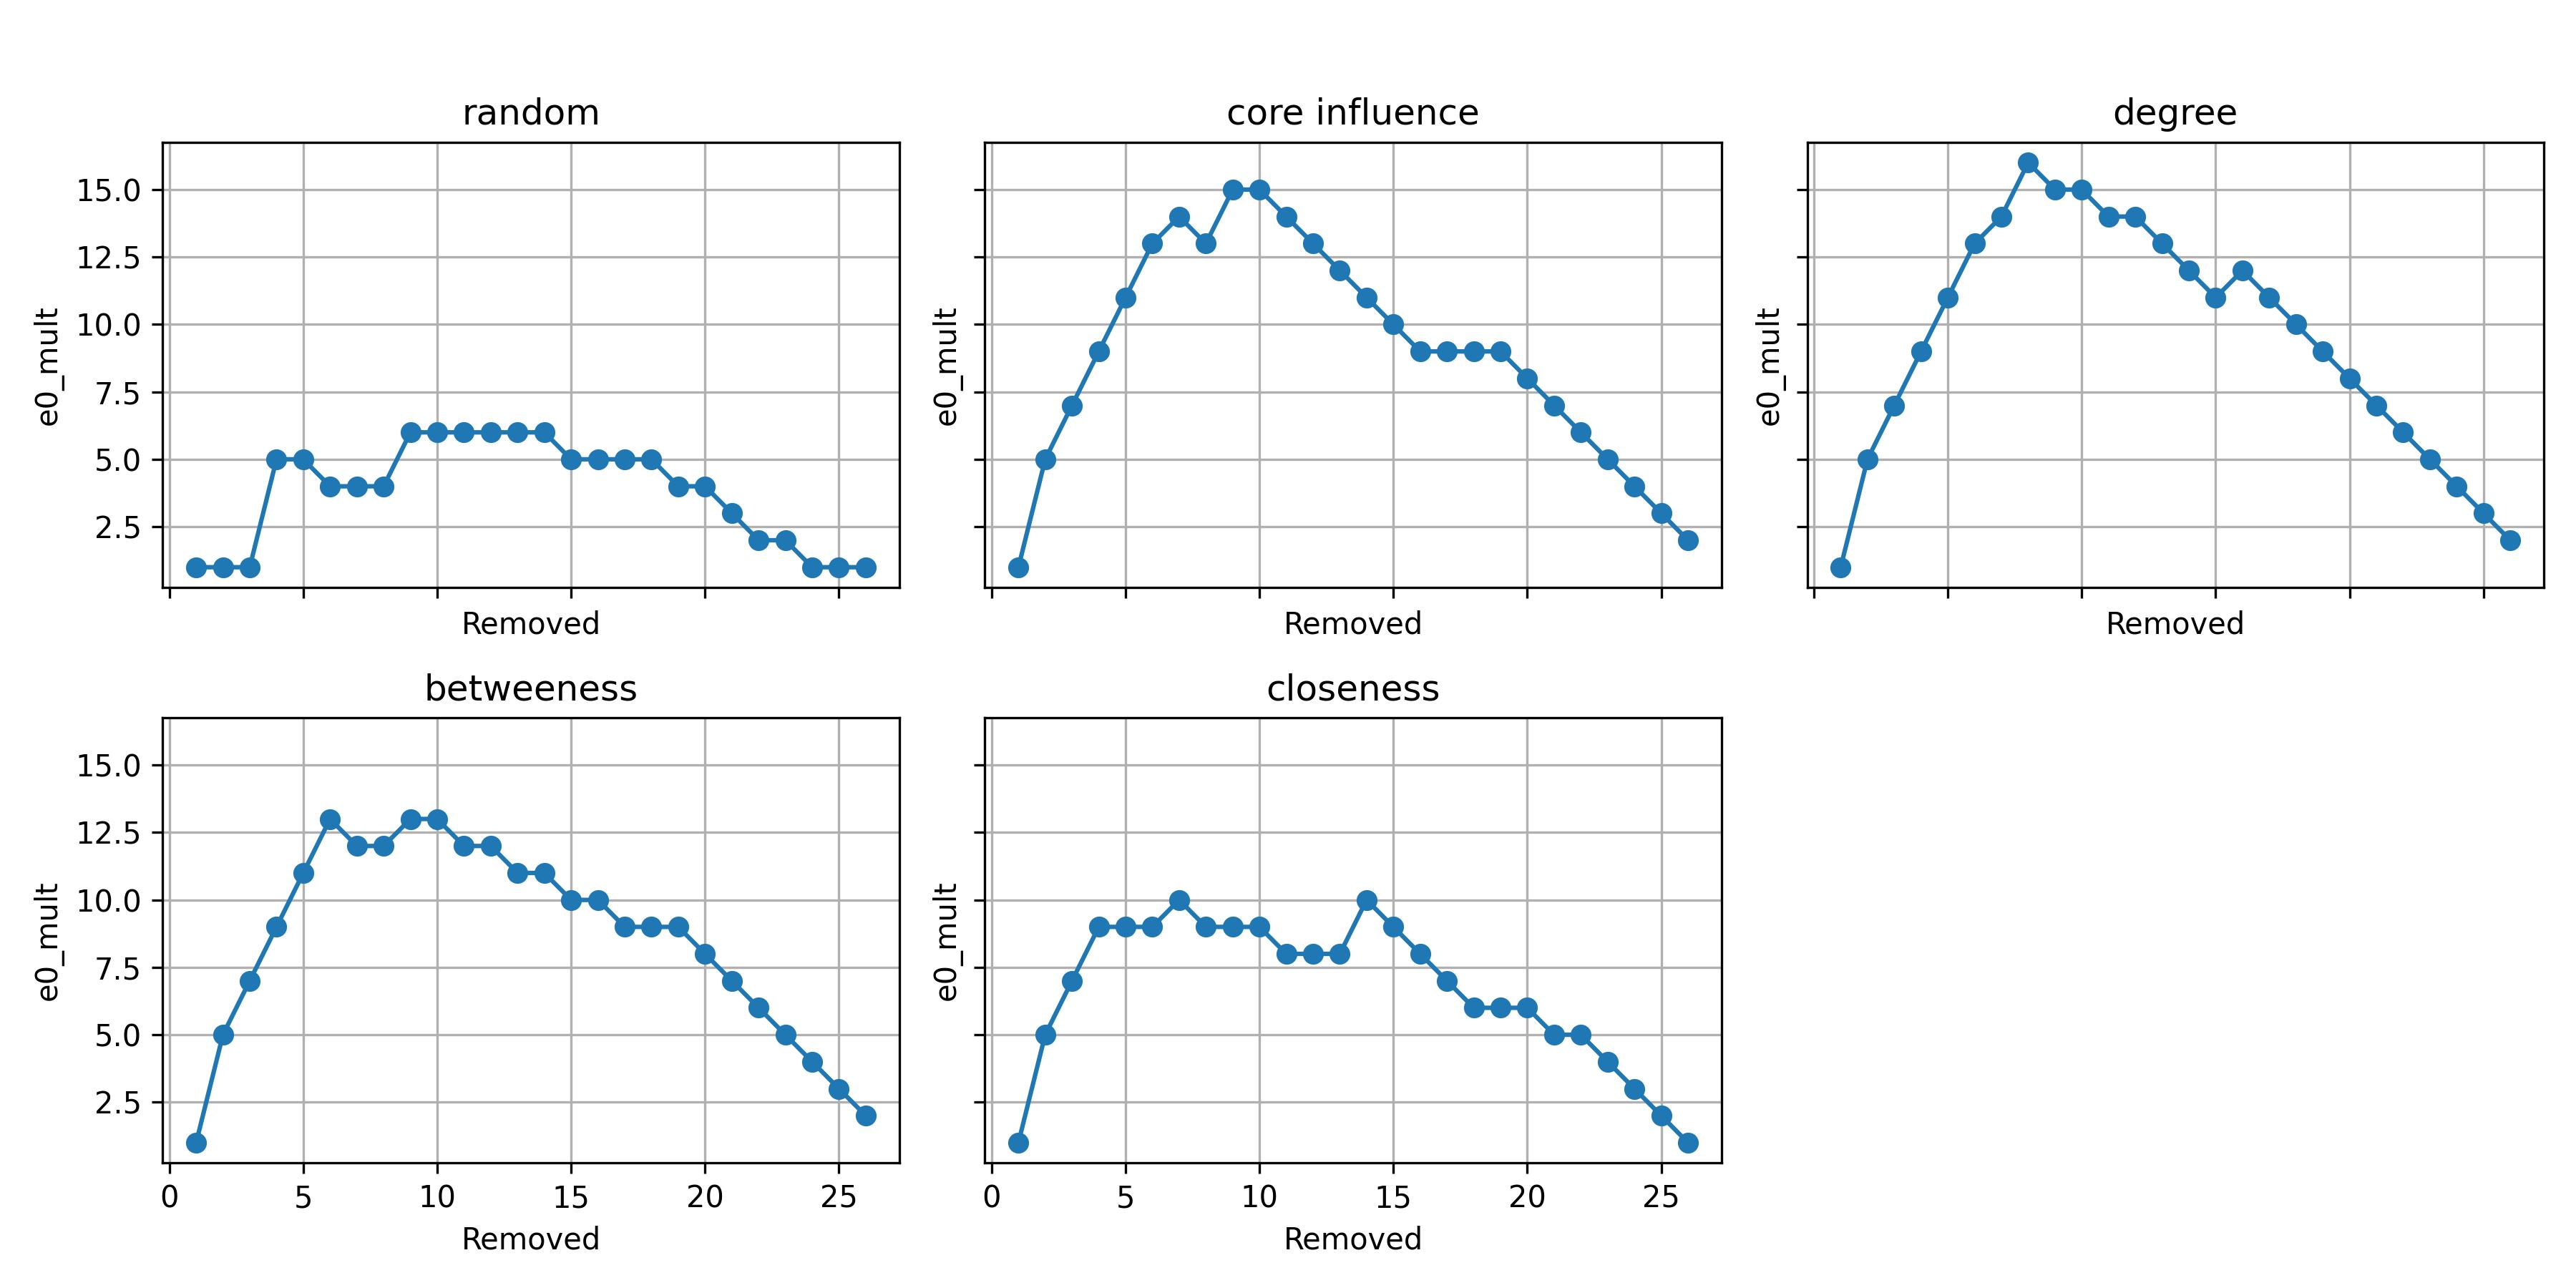 random
core influence
degree
15.0
12.5
10.0
7.5
5.0
2.5
e0_mult
e0_mult
e0_mult
Removed
Removed
Removed
betweeness
closeness
15.0
12.5
10.0
7.5
5.0
2.5
e0_mult
e0_mult
0 5 10 15 20 25
0 5 10 15 20 25
Removed
Removed